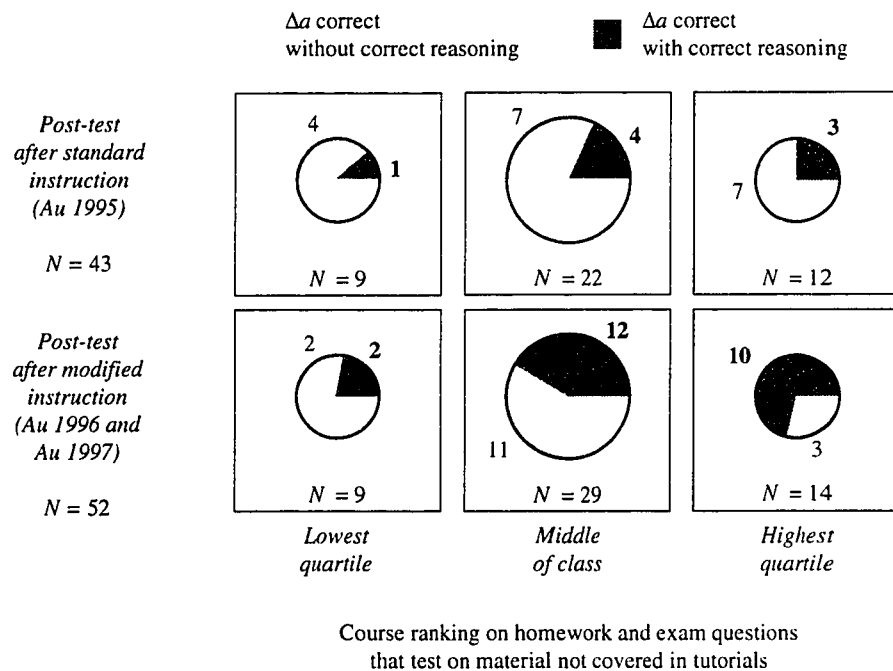 Δa correct
without correct reasoning
Δa correct
with correct reasoning
Post-test
after standard
instruction
(Au 1995)
N = 43
4
1
N = 9
7
4
N = 22
3
7
N = 12
Post-test
after modified
instruction
(Au 1996 and
Au 1997)
N = 52
2
2
N = 9
12
11
N = 29
10
3
N = 14
Lowest
quartile
Middle
of class
Highest
quartile
Course ranking on homework and exam questions
that test on material not covered in tutorials